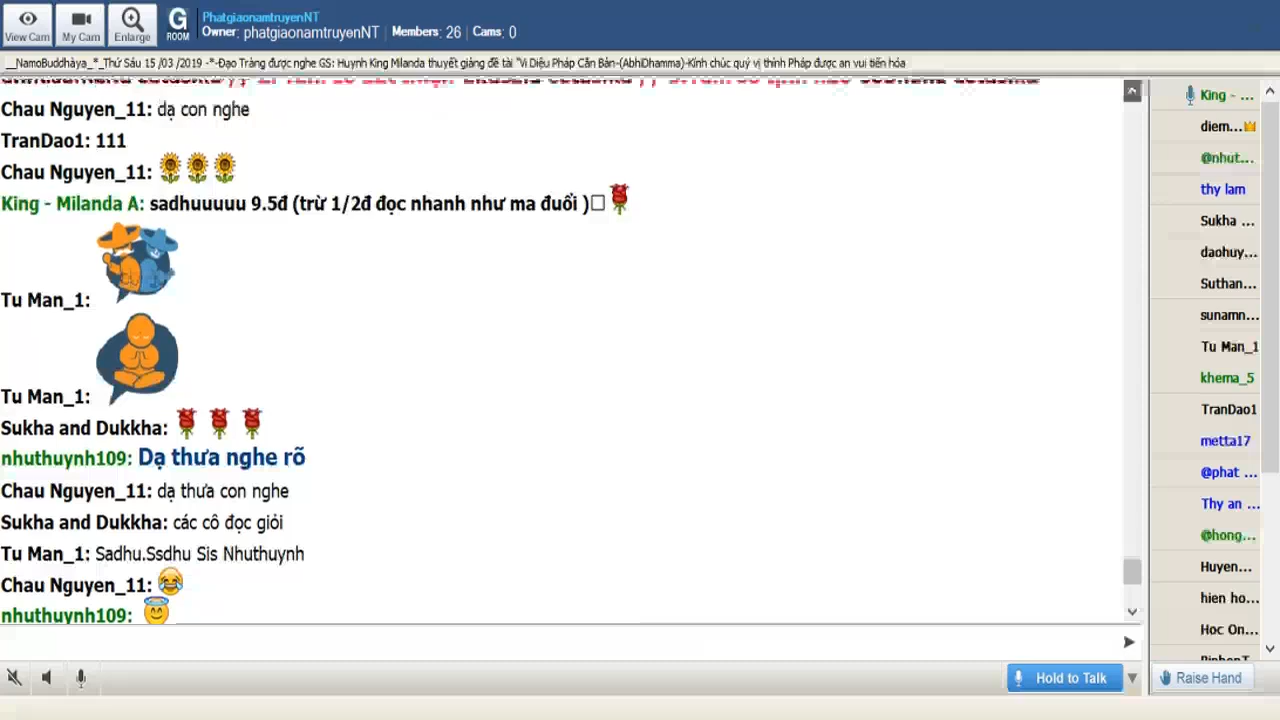 PhatgiaonamtruyenNT
View Cam
My Cam
Enlarge
G ROOM
Owner: phatgiaonamtruyenNT | Members: 26 | Cams: 0
__NamoBuddhàya_*_Thứ Sáu 15 /03 /2019 -*-Đạo Tràng được nghe GS: Huynh King Milanda thuyết giảng đề tài "Vi Diệu Pháp Căn Bản-(AbhiDhamma)-Kính chúc quý vị thính Pháp được an vui tiến hóa
Chau Nguyen_11: dạ con nghe
TranDao1: 111
Chau Nguyen_11:
King - Milanda A: sadhuuuuu 9.5đ (trừ 1/2đ đọc nhanh như ma đuổi )
Tu Man_1:
Tu Man_1:
Sukha and Dukkha:
nhuthuynh109: Dạ thưa nghe rõ
Chau Nguyen_11: dạ thưa con nghe
Sukha and Dukkha: các cô đọc giỏi
Tu Man_1: Sadhu.Ssdhu Sis Nhuthuynh
Chau Nguyen_11:
nhuthuynh109:
King - ...
diem...
@nhut...
thy lam
Sukha ...
daohuy...
Suthan...
sunamn...
Tu Man_1
khema_5
TranDao1
metta17
@phat ...
Thy an ...
@hong...
Huyen...
hien ho...
Hoc On...
Hold to Talk
Raise Hand